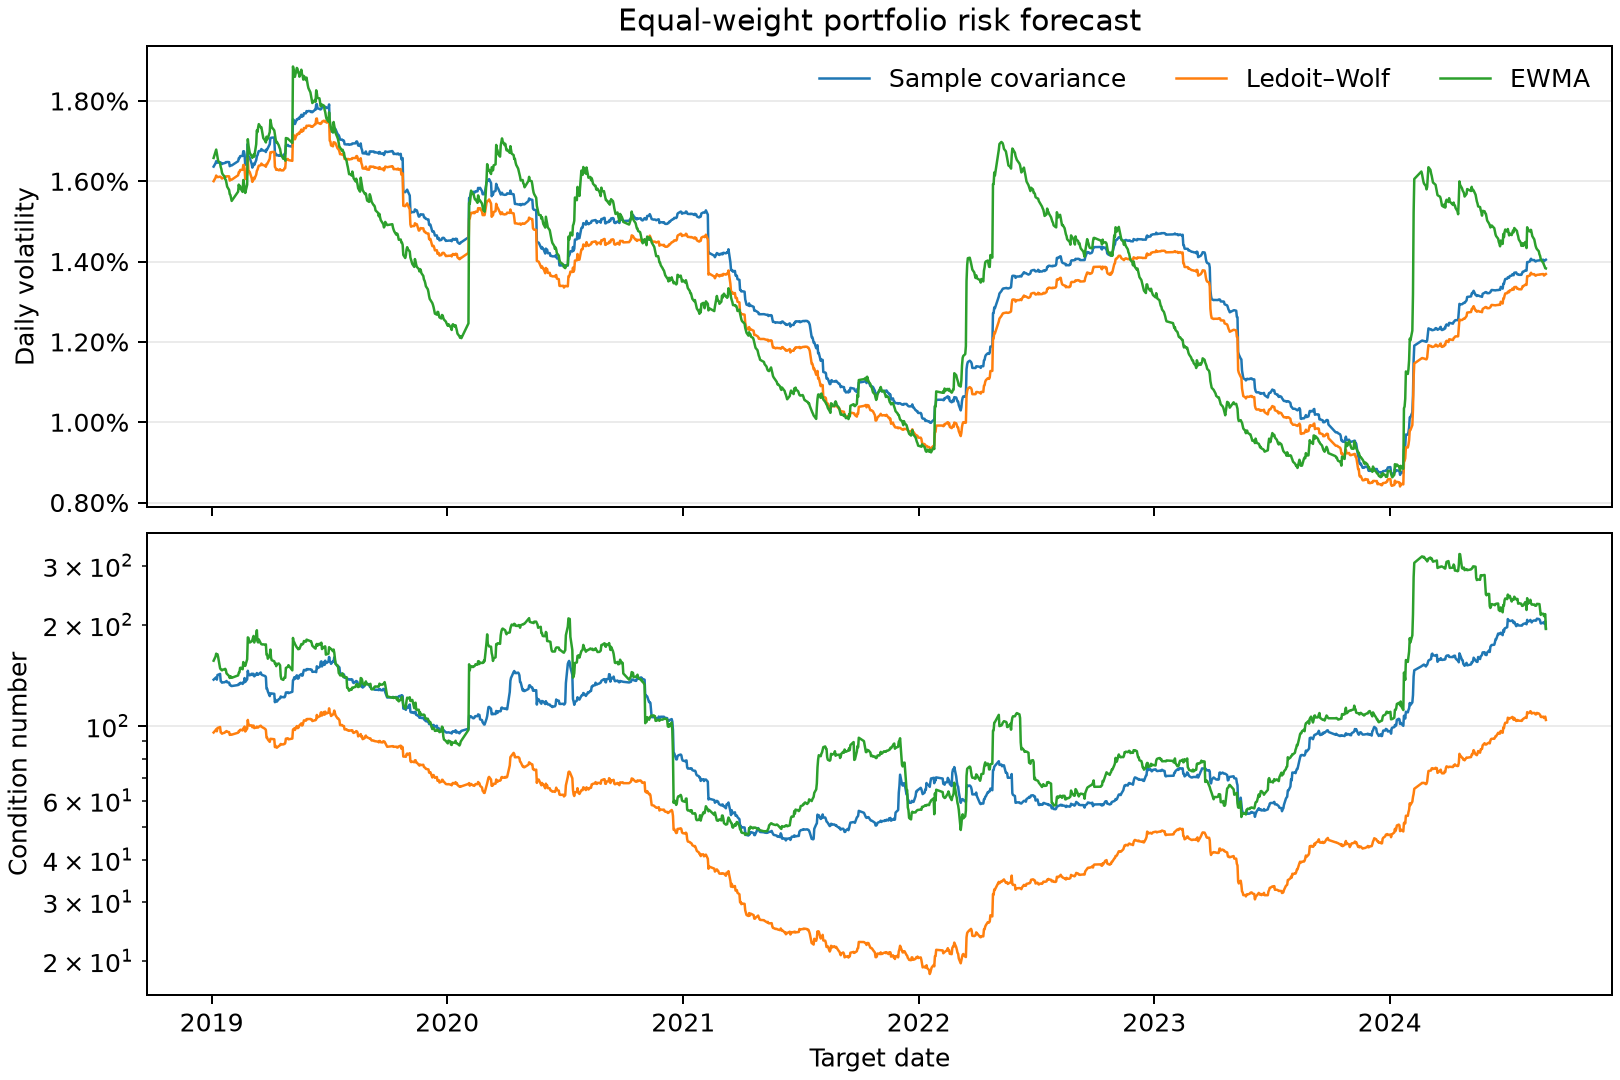 Equal-weight portfolio risk forecast
Sample covariance
Ledoit–Wolf
EWMA
Daily volatility
1.80%
1.60%
1.40%
1.20%
1.00%
0.80%
Condition number
3 × 10²
2 × 10²
10²
6 × 10¹
4 × 10¹
3 × 10¹
2 × 10¹
2019 2020 2021 2022 2023 2024
Target date